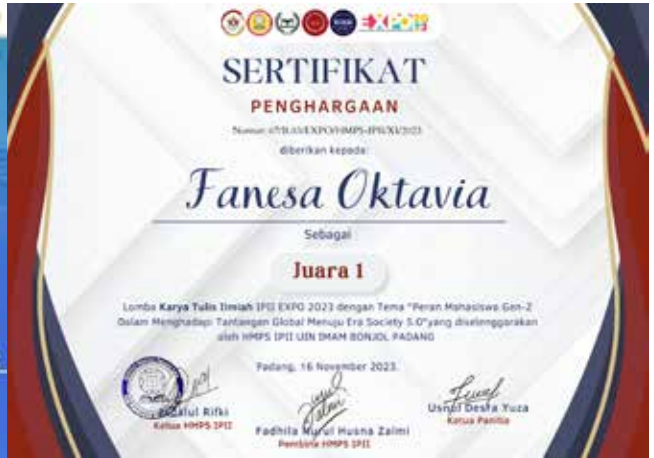 EXPO
SERTIFIKAT
PENGHARGAAN
diberikan kepada:
Fanesa Oktavia
Sebagai
Juara 1
Lomba Karya Tulis Ilmiah IPII EXPO 2023 dengan Tema "Peran Mahasiswa Gen-Z
Dalam Menghadapi Tantangan Global Menuju Era Society 5.0"yang diselenggarakan
oleh HMPS IPII UIN IMAM BONJOL PADANG
Padang, 16 November 2023.
Rifki
Ketua HMPS IPII
Fadhila Nurul Husna Zalmi
Pembina HMPS IPII
Desfa Yuza
Ketua Panitia